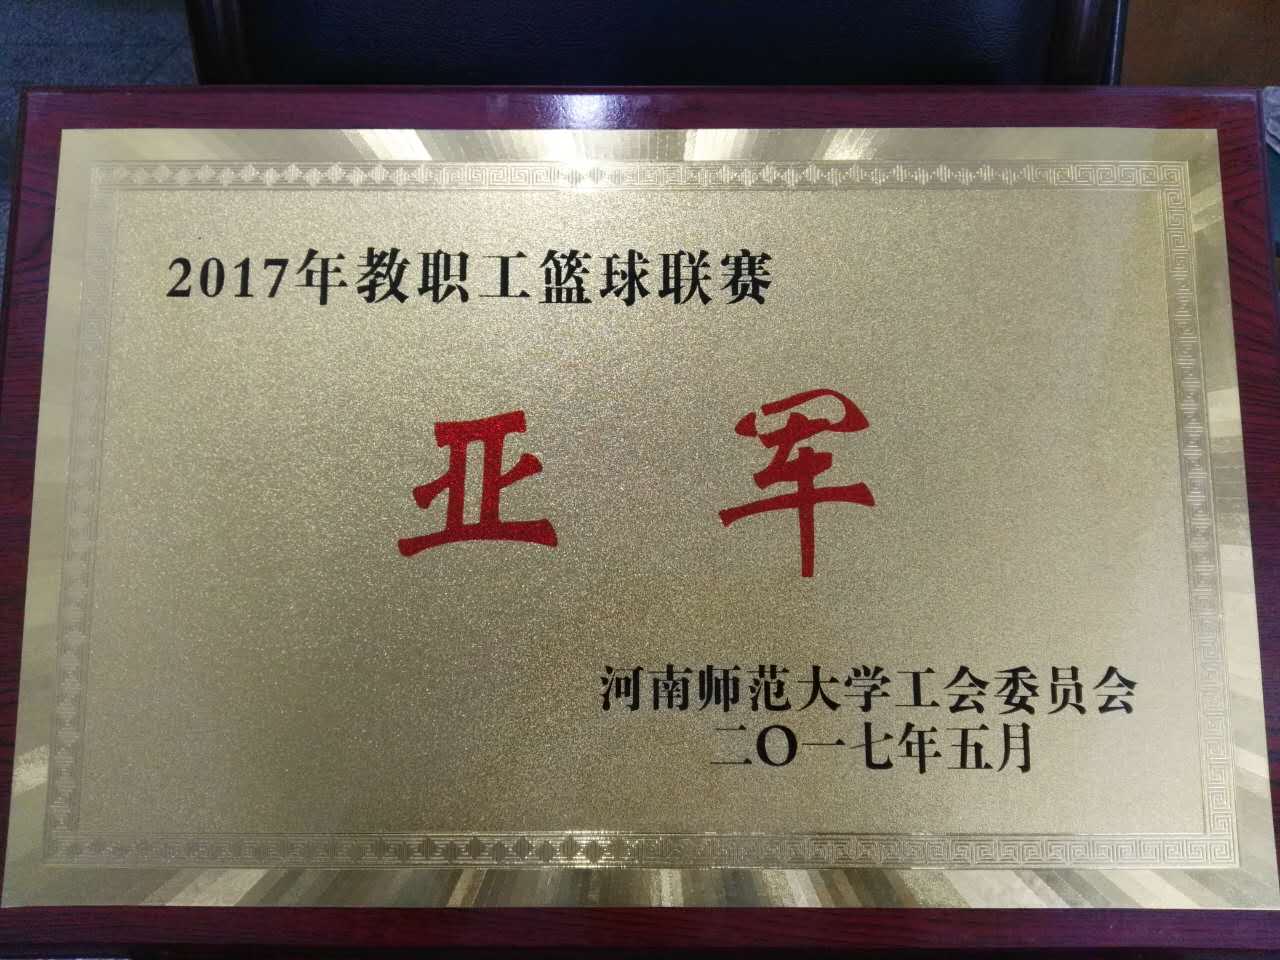 2017年教职工篮球联赛
亚军
河南师范大学工会委员会
二〇一七年五月